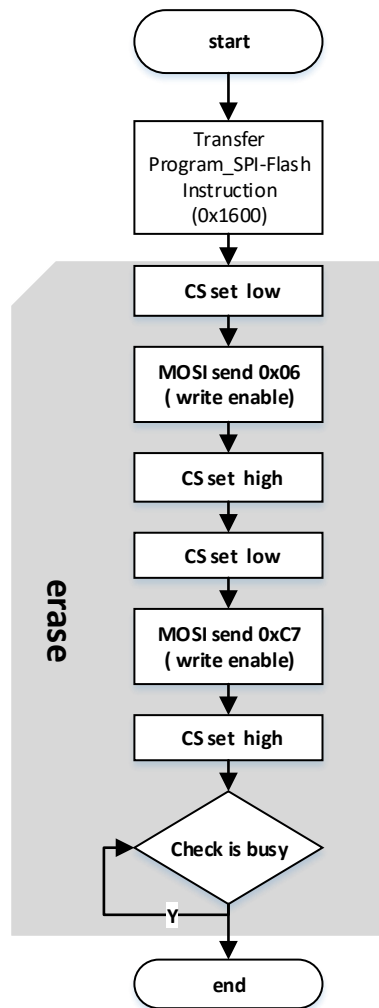 start
Transfer
Program_SPI-Flash
Instruction
(0x1600)
CS set low
MOSI send 0x06
( write enable)
CS set high
CS set low
MOSI send 0xC7
( write enable)
CS set high
erase
Check is busy
Y
end